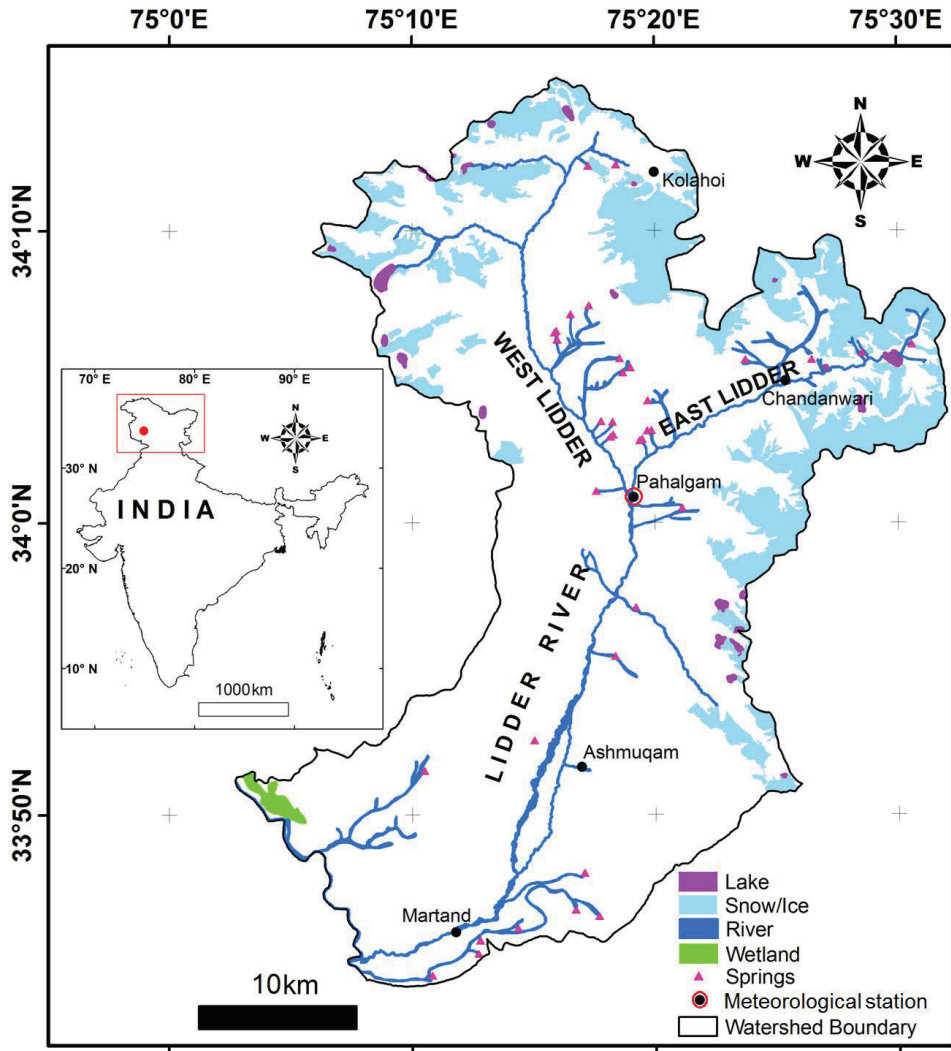 75°0'E 75°10'E 75°20'E 75°30'E
N
W E
S
Kolahoi
34°10'N
WEST LIDDER
EAST LIDDER
Chandanwari
70°E 80° E 90° E
N
W E
S
30° N
INDIA
20° N
10° N
1000km
Pahalgam
34°0'N
LIDDER RIVER
Ashmuqam
33°50'N
Martand
10km
Lake
Snow/Ice
River
Wetland
Springs
Meteorological station
Watershed Boundary